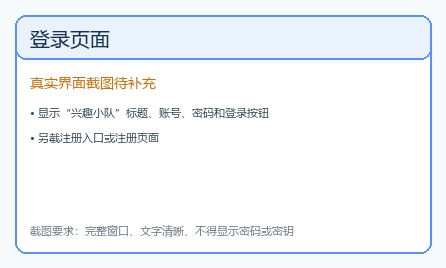 登录页面
真实界面截图待补充
• 显示“兴趣小队”标题、账号、密码和登录按钮
• 另截注册入口或注册页面
截图要求：完整窗口、文字清晰、不得显示密码或密钥